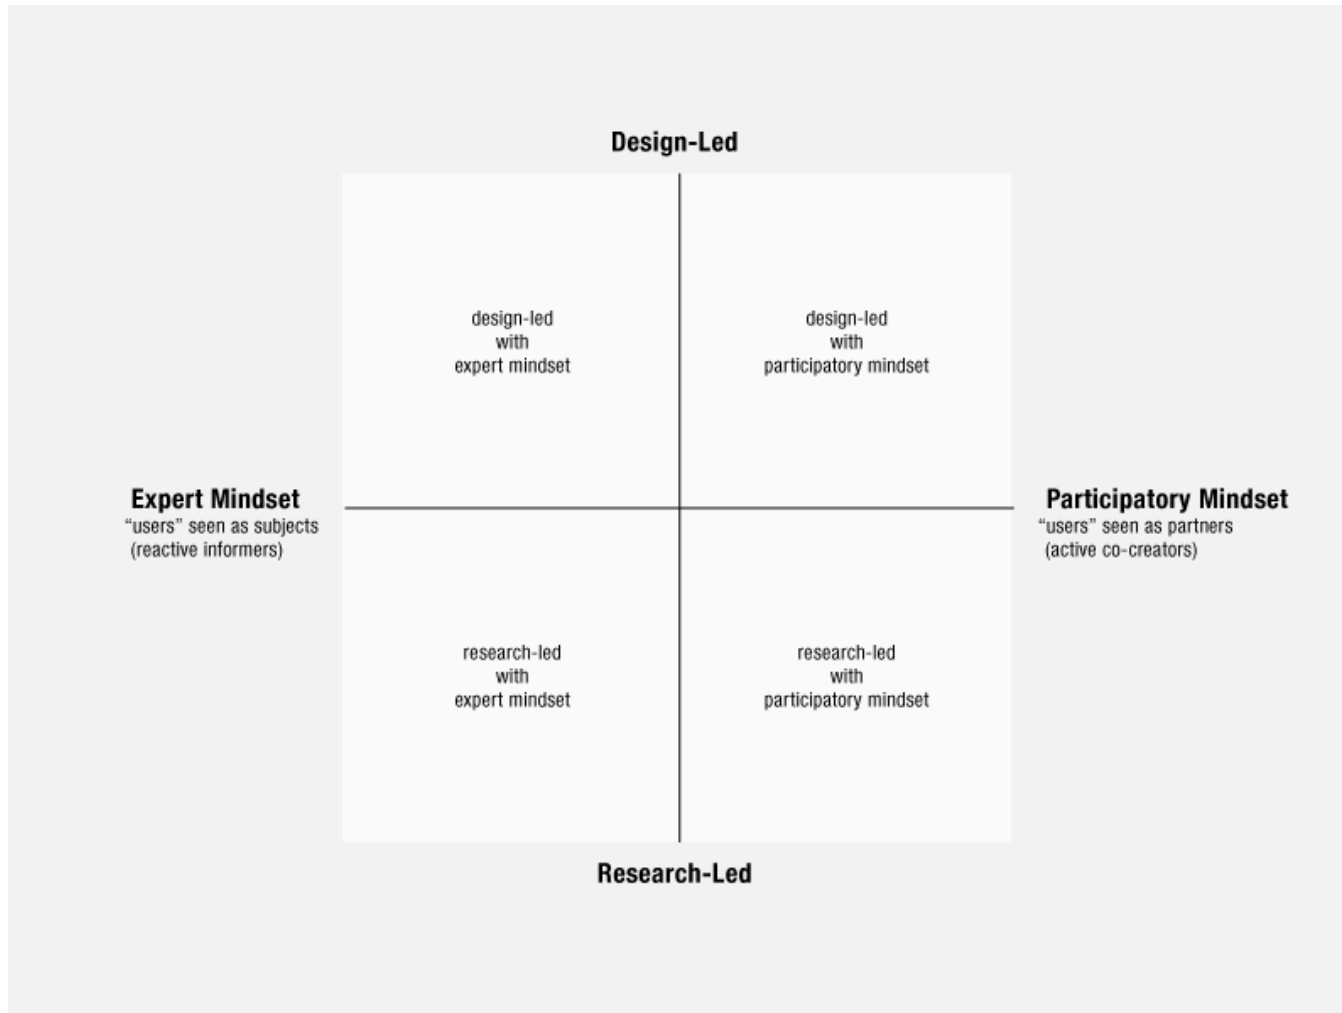 Design-Led
design-led
with
expert mindset
design-led
with
participatory mindset
Expert Mindset
“users” seen as subjects
(reactive informers)
Participatory Mindset
“users” seen as partners
(active co-creators)
research-led
with
expert mindset
research-led
with
participatory mindset
Research-Led